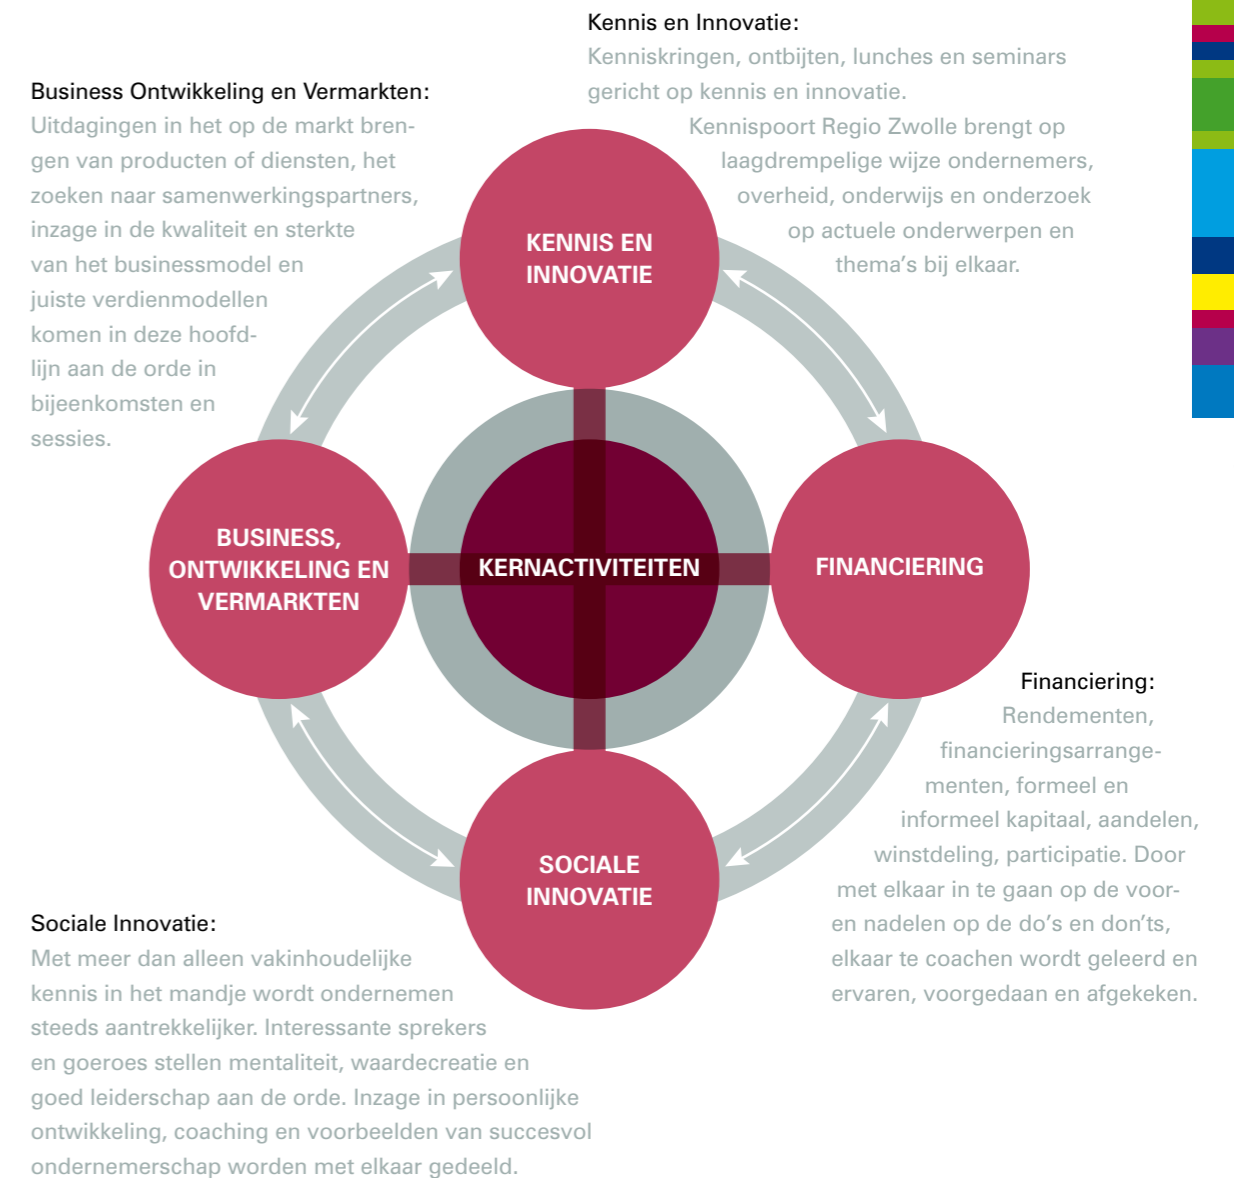 Kennis en Innovatie:
Kenniskringen, ontbijten, lunches en seminars
gericht op kennis en innovatie.
Kennispoort Regio Zwolle brengt op
laagdrempelige wijze ondernemers,
overheid, onderwijs en onderzoek
op actuele onderwerpen en
thema's bij elkaar.
Business Ontwikkeling en Vermarkten:
Uitdagingen in het op de markt bren-
gen van producten of diensten, het
zoeken naar samenwerkingspartners,
inzage in de kwaliteit en sterkte
van het businessmodel en
juiste verdienmodellen
komen in deze hoofd-
lijn aan de orde in
bijeenkomsten en
sessies.
KENNIS EN
INNOVATIE
BUSINESS,
ONTWIKKELING EN
VERMARKTEN
KERNACTIVITEITEN
FINANCIERING
SOCIALE
INNOVATIE
Financiering:
Rendementen,
financieringsarrange-
menten, formeel en
informeel kapitaal, aandelen,
winstdeling, participatie. Door
met elkaar in te gaan op de voor-
en nadelen op de do's en don'ts,
elkaar te coachen wordt geleerd en
ervaren, voorgedaan en afgekeken.
Sociale Innovatie:
Met meer dan alleen vakinhoudelijke
kennis in het mandje wordt ondernemen
steeds aantrekkelijker. Interessante sprekers
en goeroes stellen mentaliteit, waardecreatie en
goed leiderschap aan de orde. Inzage in persoonlijke
ontwikkeling, coaching en voorbeelden van succesvol
ondernemerschap worden met elkaar gedeeld.